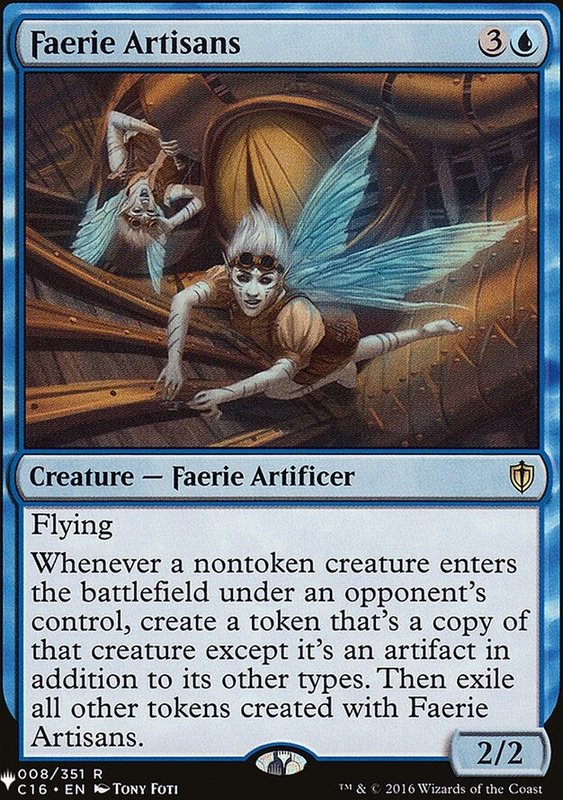 Faerie Artisans 3
Creature — Faerie Artificer
Flying
Whenever a nontoken creature enters
the battlefield under an opponent's
control, create a token that's a copy of
that creature except it's an artifact in
addition to its other types. Then exile
all other tokens created with Faerie
Artisans.
2/2
008/351 R
C16 • EN Tony Foti
™ & © 2016 Wizards of the Coast